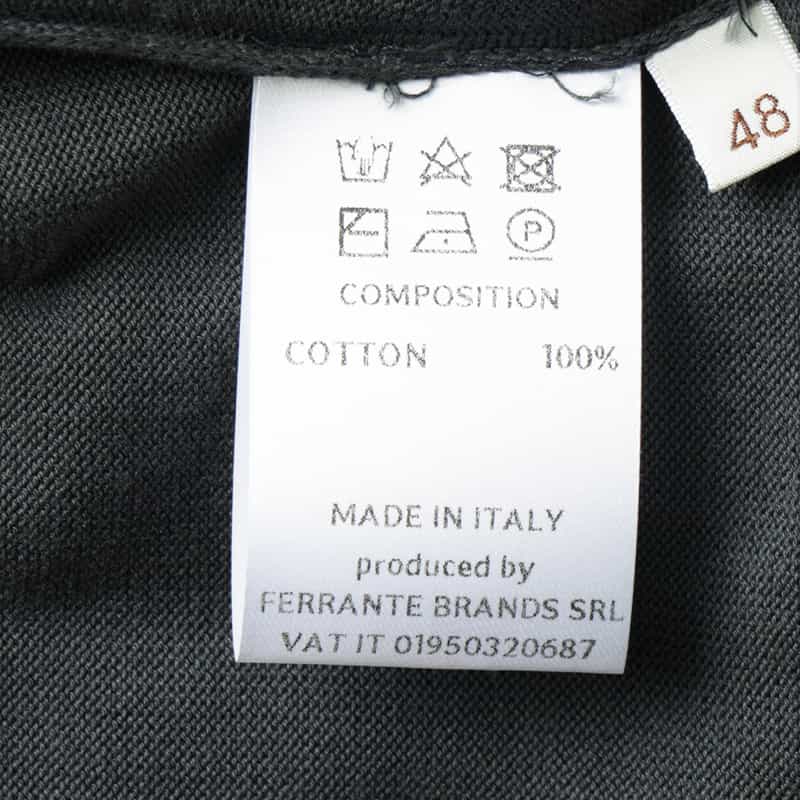 48
P
COMPOSITION
COTTON 100%
MADE IN ITALY
produced by
FERRANTE BRANDS SRL
VAT IT 01950320687